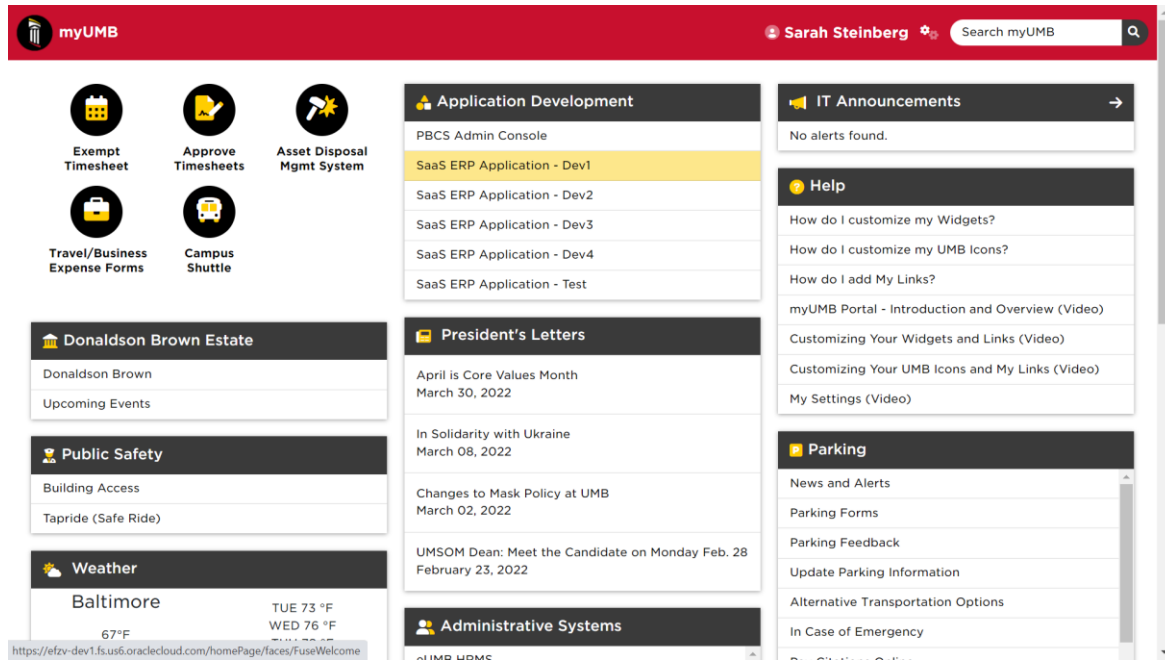 myUMB
Sarah Steinberg
Search myUMB
Exempt
Timesheet
Approve
Timesheets
Asset Disposal
Mgmt System
Travel/Business
Expense Forms
Campus
Shuttle
Donaldson Brown Estate
Donaldson Brown
Upcoming Events
Public Safety
Building Access
Tapride (Safe Ride)
Weather
Baltimore
67°F
TUE 73 °F
WED 76 °F
https://efzv-dev1.fs.us6.oraclecloud.com/homePage/faces/FuseWelcome
Application Development
PBCS Admin Console
SaaS ERP Application - Dev1
SaaS ERP Application - Dev2
SaaS ERP Application - Dev3
SaaS ERP Application - Dev4
SaaS ERP Application - Test
President's Letters
April is Core Values Month
March 30, 2022
In Solidarity with Ukraine
March 08, 2022
Changes to Mask Policy at UMB
March 02, 2022
UMSOM Dean: Meet the Candidate on Monday Feb. 28
February 23, 2022
Administrative Systems
eUMB HRMS
IT Announcements
No alerts found.
Help
How do I customize my Widgets?
How do I customize my UMB Icons?
How do I add My Links?
myUMB Portal - Introduction and Overview (Video)
Customizing Your Widgets and Links (Video)
Customizing Your UMB Icons and My Links (Video)
My Settings (Video)
P Parking
News and Alerts
Parking Forms
Parking Feedback
Update Parking Information
Alternative Transportation Options
In Case of Emergency